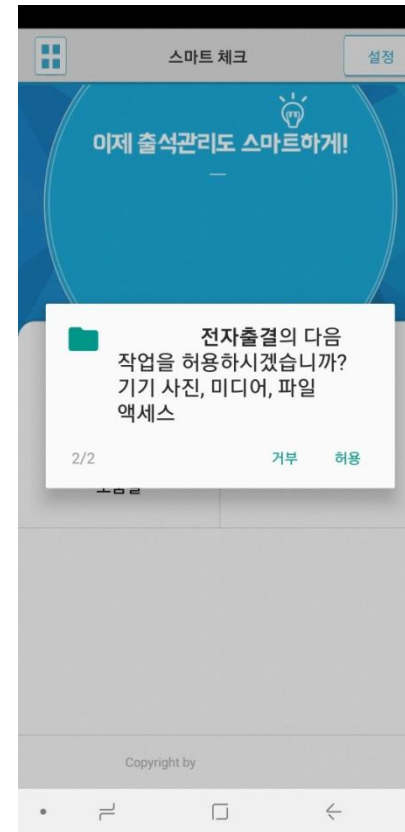 스마트 체크
설정
이제 출석관리도 스마트하게!
전자출결의 다음
작업을 허용하시겠습니까?
기기 사진, 미디어, 파일
액세스
2/2
거부
허용
Copyright by